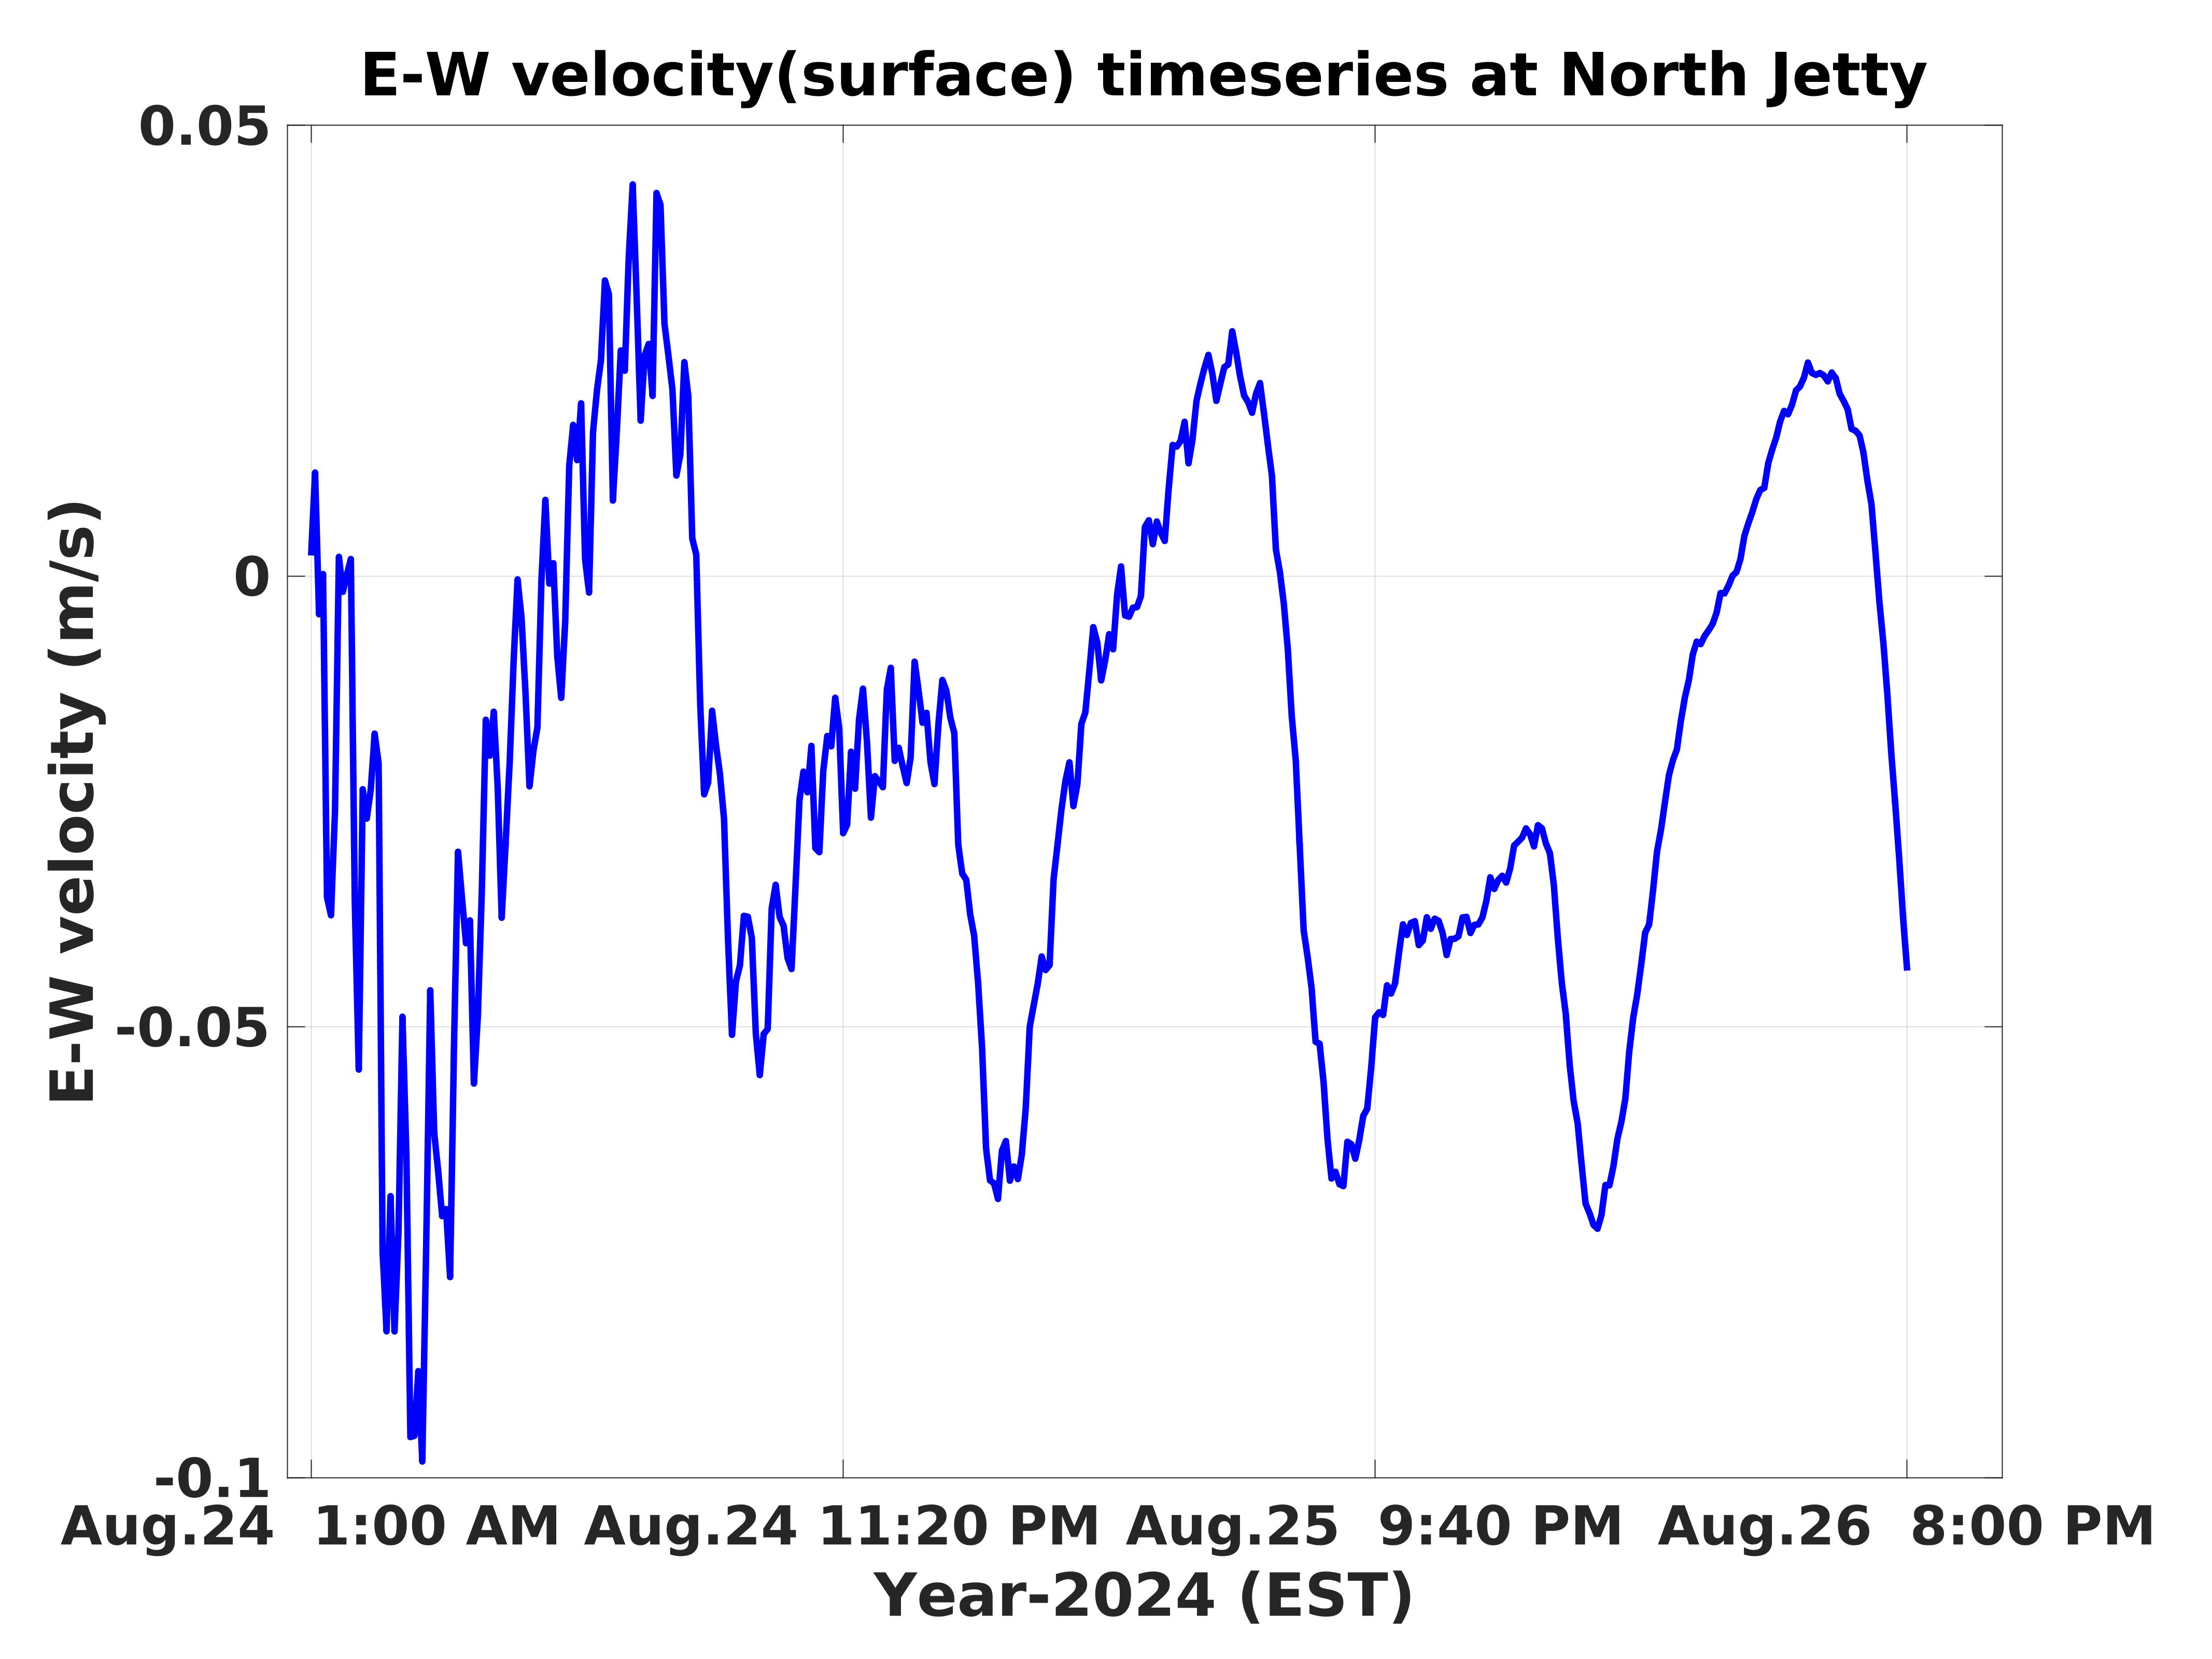 E-W velocity(surface) timeseries at North Jetty
0.05
0
-0.05
-0.1
E-W velocity (m/s)
Aug.24  1:00 AM Aug.24 11:20 PM Aug.25  9:40 PM Aug.26  8:00 PM
Year-2024 (EST)